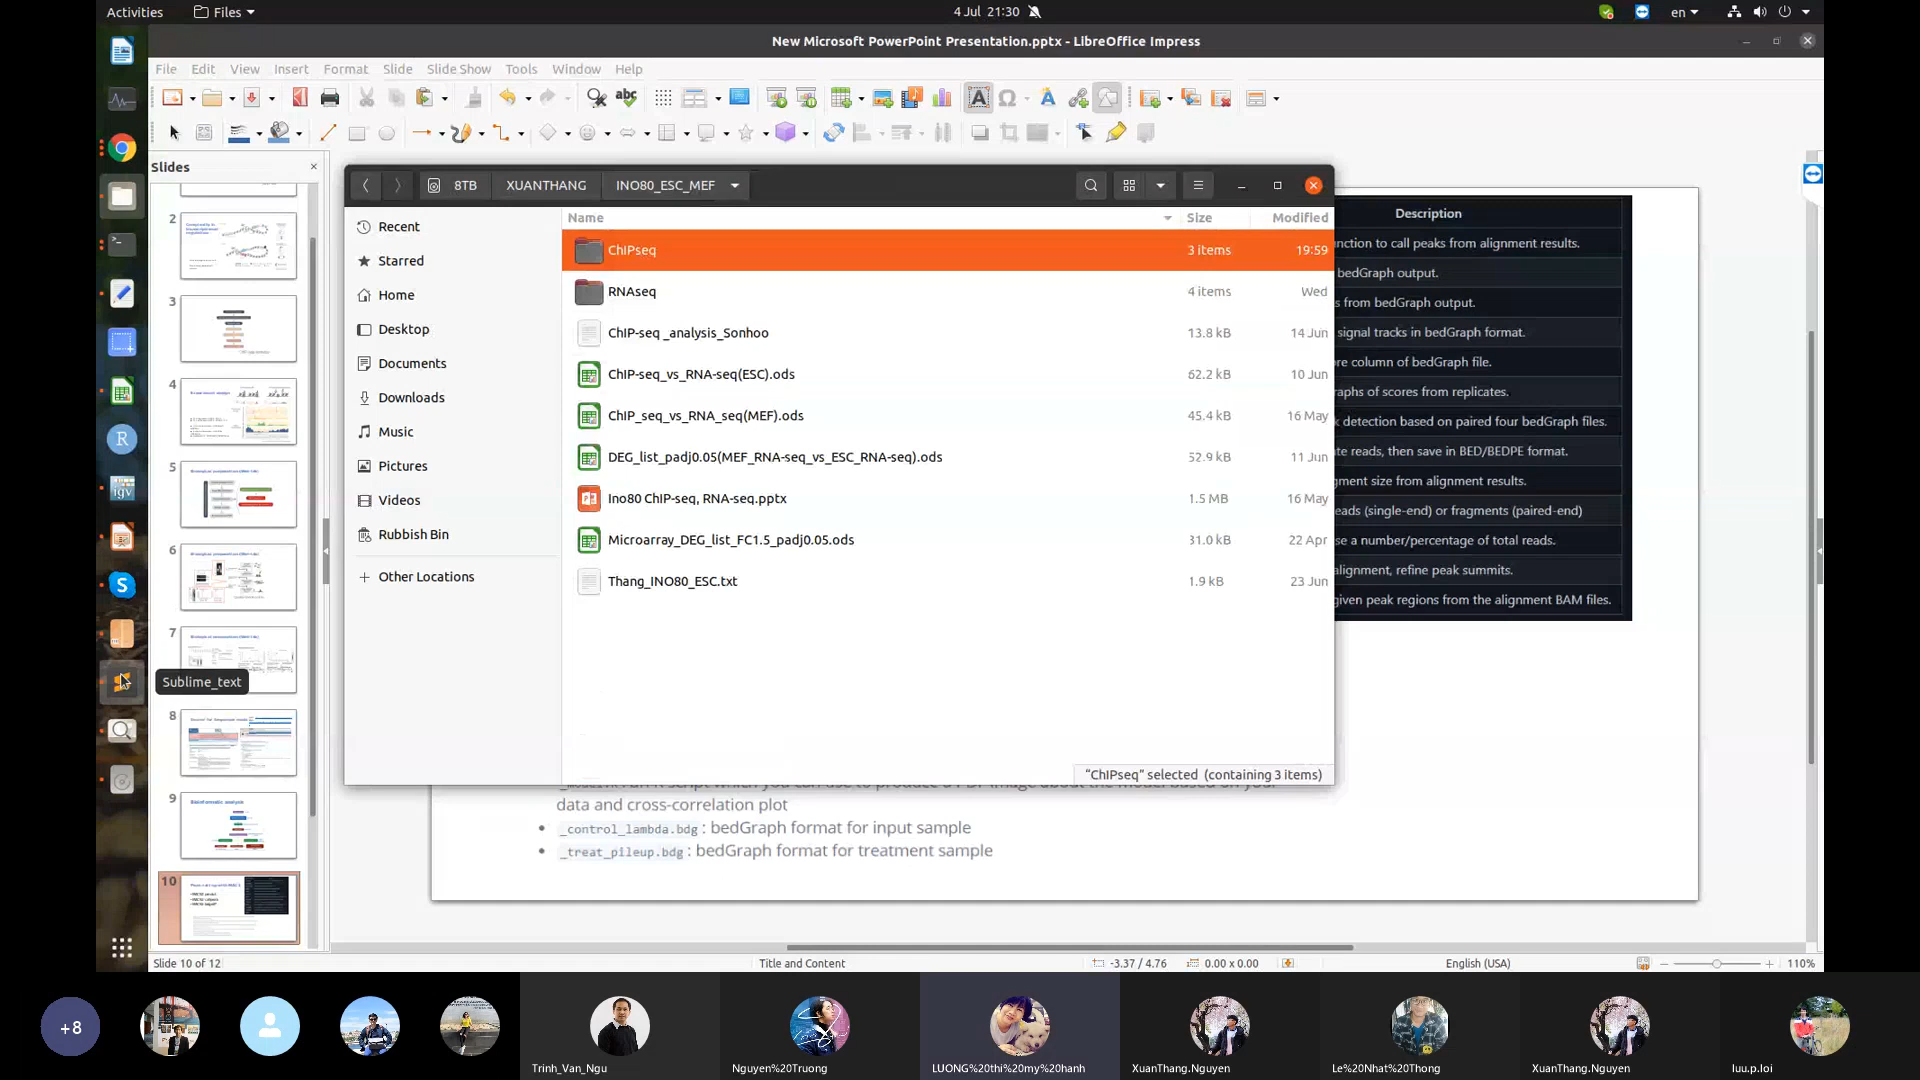 Activities
Files
4 Jul 21:30
en
New Microsoft PowerPoint Presentation.pptx - LibreOffice Impress
File Edit View Insert Format Slide Slide Show Tools Window Help
Slides
2
3
4
5
6
7
8
9
Bioinformatic analysis
10
Sublime_text
8TB XUANTHANG INO80_ESC_MEF
Recent
Starred
Home
Desktop
Documents
Downloads
Music
Pictures
Videos
Rubbish Bin
Other Locations
Name Size Modified
ChIPseq 3 items 19:59
RNAseq 4 items Wed
ChIP-seq _analysis_Sonhoo 13.8 kB 14 Jun
ChIP-seq_vs_RNA-seq(ESC).ods 62.2 kB 10 Jun
ChIP_seq_vs_RNA_seq(MEF).ods 45.4 kB 16 May
DEG_list_padj0.05(MEF_RNA-seq_vs_ESC_RNA-seq).ods 52.9 kB 11 Jun
Ino80 ChIP-seq, RNA-seq.pptx 1.5 MB 16 May
Microarray_DEG_list_FC1.5_padj0.05.ods 31.0 kB 22 Apr
Thang_INO80_ESC.txt 1.9 kB 23 Jun
"ChIPseq" selected (containing 3 items)
Description
nction to call peaks from alignment results.
bedGraph output.
s from bedGraph output.
signal tracks in bedGraph format.
re column of bedGraph file.
raphs of scores from replicates.
k detection based on paired four bedGraph files.
te reads, then save in BED/BEDPE format.
gment size from alignment results.
eads (single-end) or fragments (paired-end)
se a number/percentage of total reads.
alignment, refine peak summits.
given peak regions from the alignment BAM files.
data and cross-correlation plot
• _control_lambda.bdg : bedGraph format for input sample
• _treat_pileup.bdg : bedGraph format for treatment sample
Slide 10 of 12
Title and Content
-3.37 / 4.76
0.00 x 0.00
English (USA)
110%
+8
Trinh_Van_Ngu
Nguyen%20Truong
LUONG%20thi%20my%20hanh
XuanThang.Nguyen
Le%20Nhat%20Thong
XuanThang.Nguyen
luu.p.loi